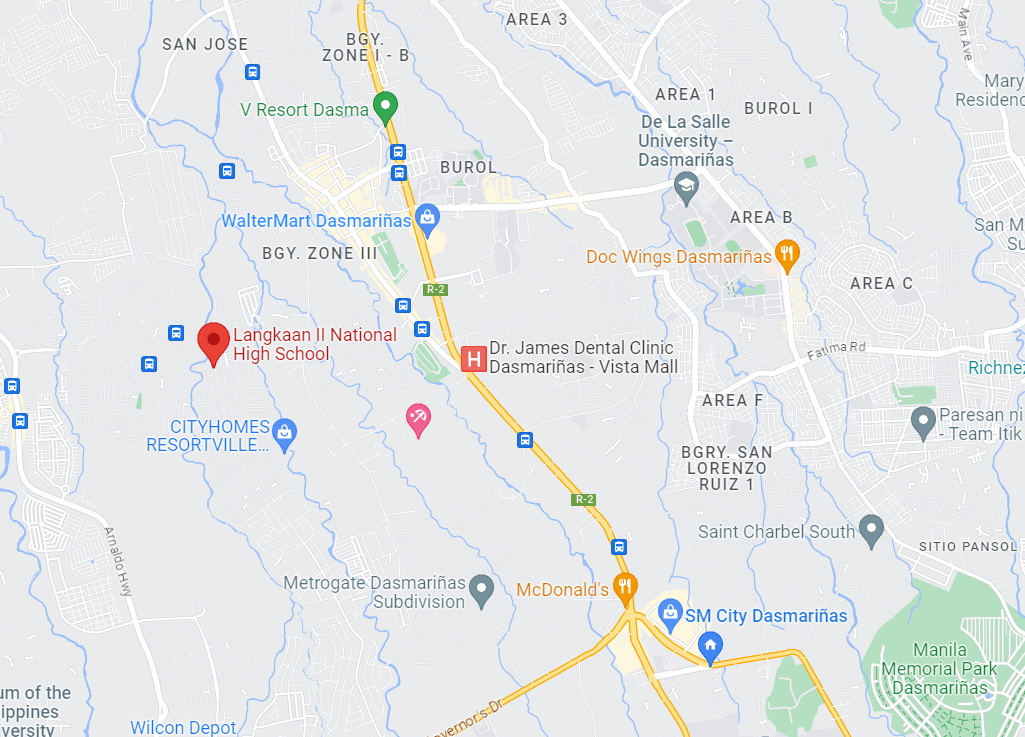 AREA 3
Main Ave
SAN JOSE
BGY.
ZONE I - B
Mary
Residenc
AREA 1
BUROL I
V Resort Dasma
De La Salle
University –
Dasmariñas
BUROL
WalterMart Dasmariñas
AREA B
San M
Su
BGY. ZONE III
Doc Wings Dasmariñas
AREA C
R-2
Langkaan II National
High School
Dr. James Dental Clinic
Dasmariñas - Vista Mall
H
Fatima Rd
Richnez
AREA F
Paresan ni
- Team Itik
CITYHOMES
RESORTVILLE...
BGRY. SAN
LORENZO
RUIZ 1
R-2
Saint Charbel South
SITIO PANSOL
Arnaldo Hwy
Metrogate Dasmariñas
Subdivision
McDonald's
SM City Dasmariñas
Manila
Memorial Park
Dasmariñas
um of the
ippines
versity
Wilcon Depot
overnor's Dr